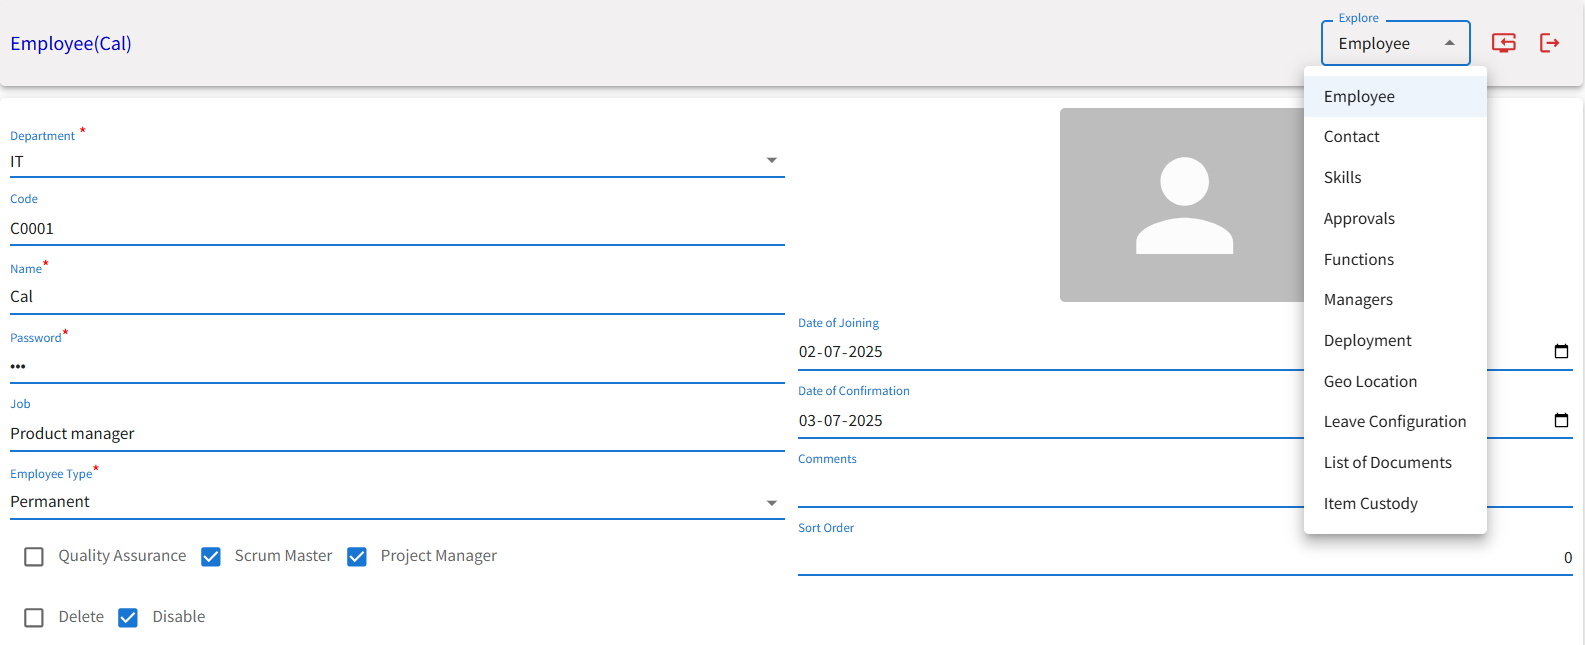 Employee(Cal)
Explore
Employee
Employee
Contact
Skills
Approvals
Functions
Managers
Deployment
Geo Location
Leave Configuration
List of Documents
Item Custody
Department *
IT
Code
C0001
Name*
Cal
Password*
•••
Job
Product manager
Employee Type*
Permanent
Quality Assurance Scrum Master Project Manager
Delete Disable
Date of Joining
02-07-2025
Date of Confirmation
03-07-2025
Comments
Sort Order
0